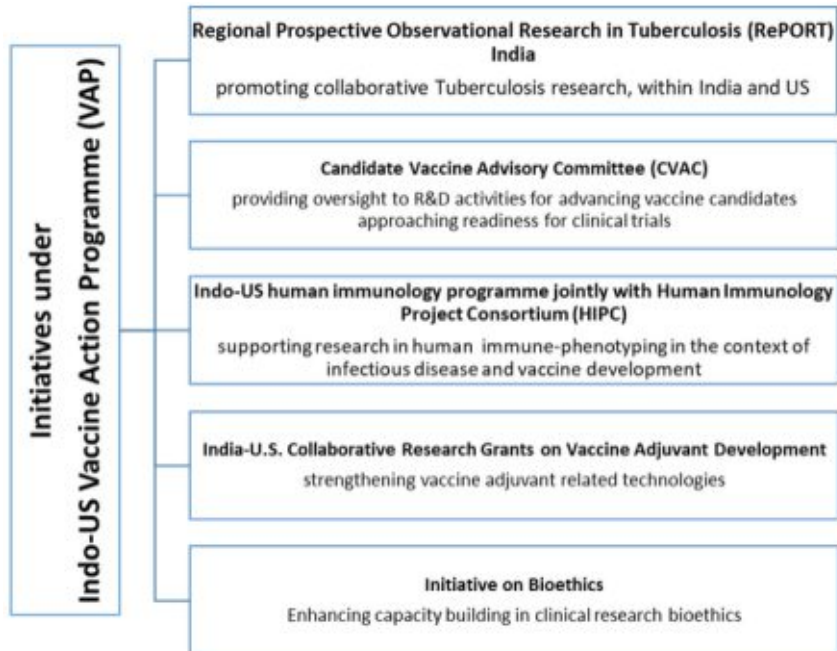 Initiatives under
Indo-US Vaccine Action Programme (VAP)
Regional Prospective Observational Research in Tuberculosis (RePORT)
India
promoting collaborative Tuberculosis research, within India and US
Candidate Vaccine Advisory Committee (CVAC)
providing oversight to R&D activities for advancing vaccine candidates
approaching readiness for clinical trials
Indo-US human immunology programme jointly with Human Immunology
Project Consortium (HIPC)
supporting research in human immune-phenotyping in the context of
infectious disease and vaccine development
India-U.S. Collaborative Research Grants on Vaccine Adjuvant Development
strengthening vaccine adjuvant related technologies
Initiative on Bioethics
Enhancing capacity building in clinical research bioethics